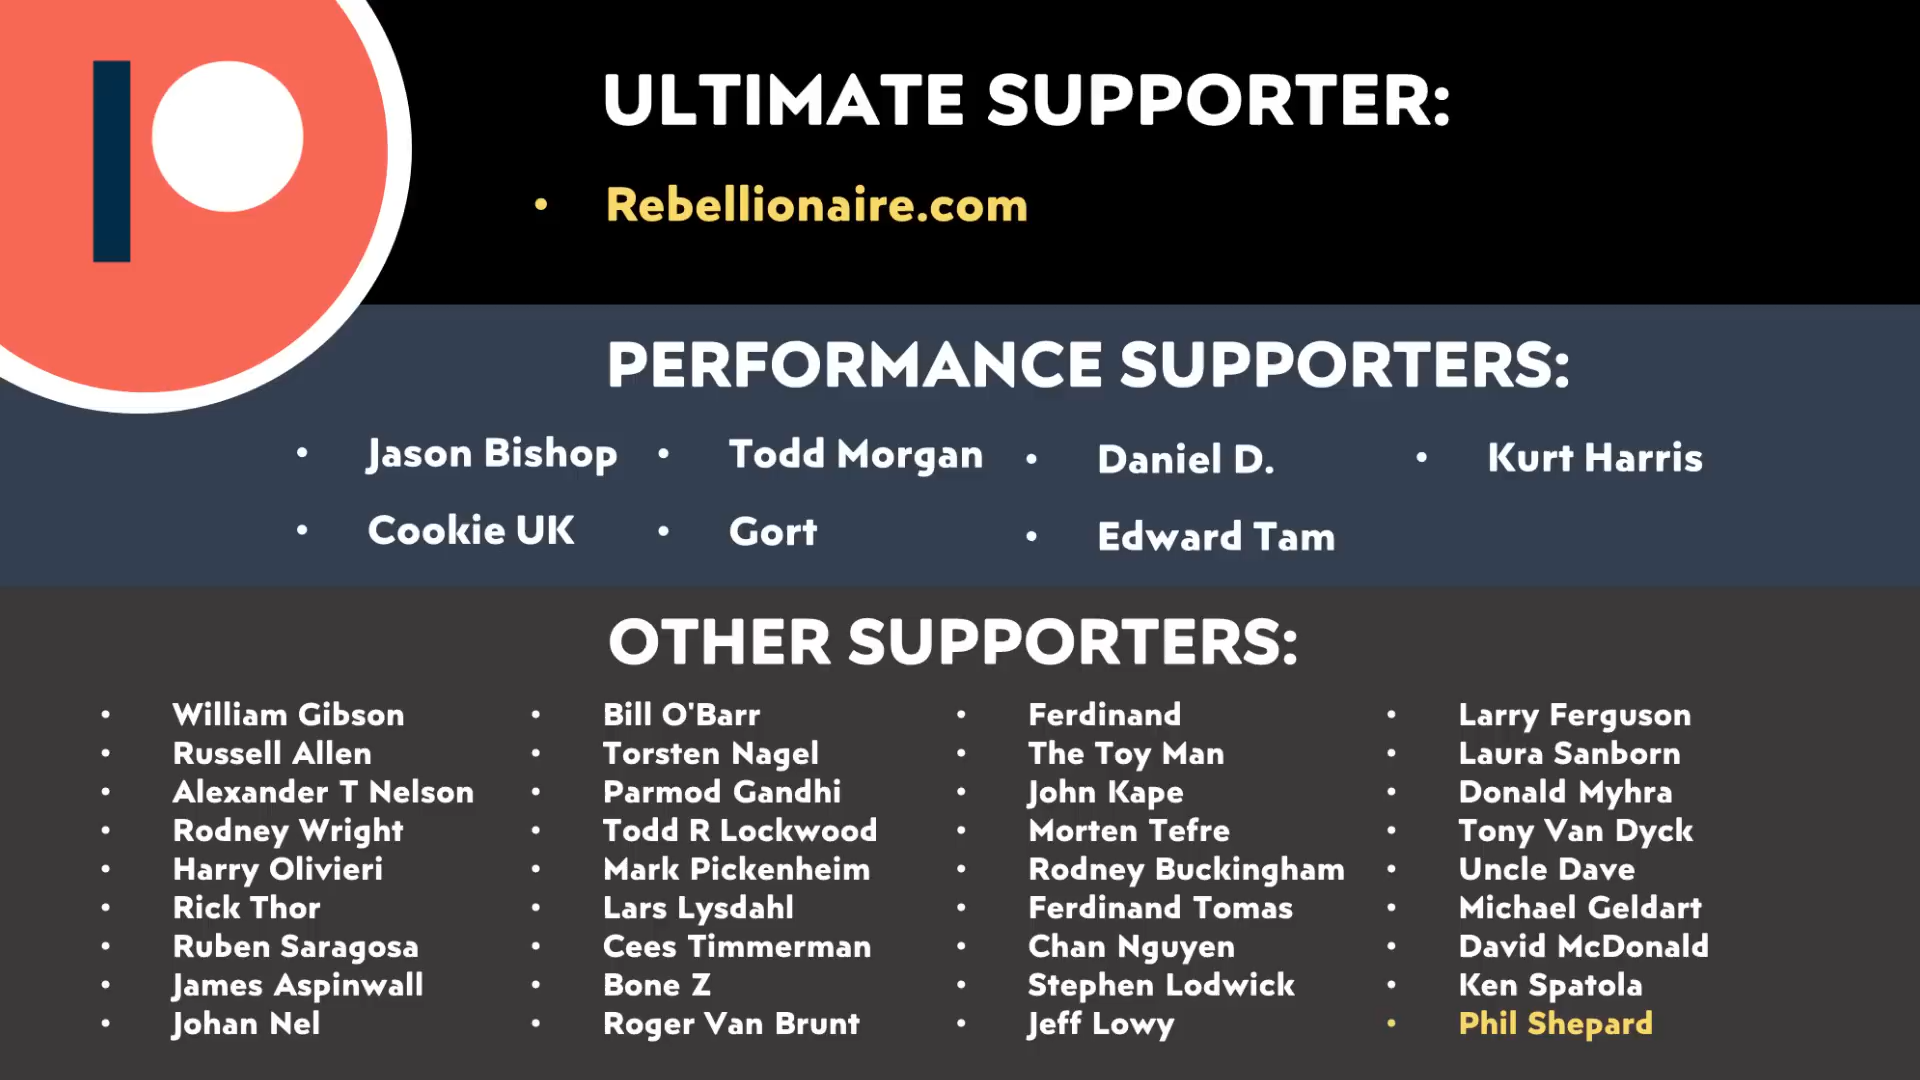 ULTIMATE SUPPORTER:
• Rebellionaire.com
PERFORMANCE SUPPORTERS:
• Jason Bishop
• Cookie UK
• Todd Morgan
• Gort
• Daniel D.
• Edward Tam
• Kurt Harris
OTHER SUPPORTERS:
• William Gibson
• Russell Allen
• Alexander T Nelson
• Rodney Wright
• Harry Olivieri
• Rick Thor
• Ruben Saragosa
• James Aspinwall
• Johan Nel
• Bill O'Barr
• Torsten Nagel
• Parmod Gandhi
• Todd R Lockwood
• Mark Pickenheim
• Lars Lysdahl
• Cees Timmerman
• Bone Z
• Roger Van Brunt
• Ferdinand
• The Toy Man
• John Kape
• Morten Tefre
• Rodney Buckingham
• Ferdinand Tomas
• Chan Nguyen
• Stephen Lodwick
• Jeff Lowy
• Larry Ferguson
• Laura Sanborn
• Donald Myhra
• Tony Van Dyck
• Uncle Dave
• Michael Geldart
• David McDonald
• Ken Spatola
• Phil Shepard